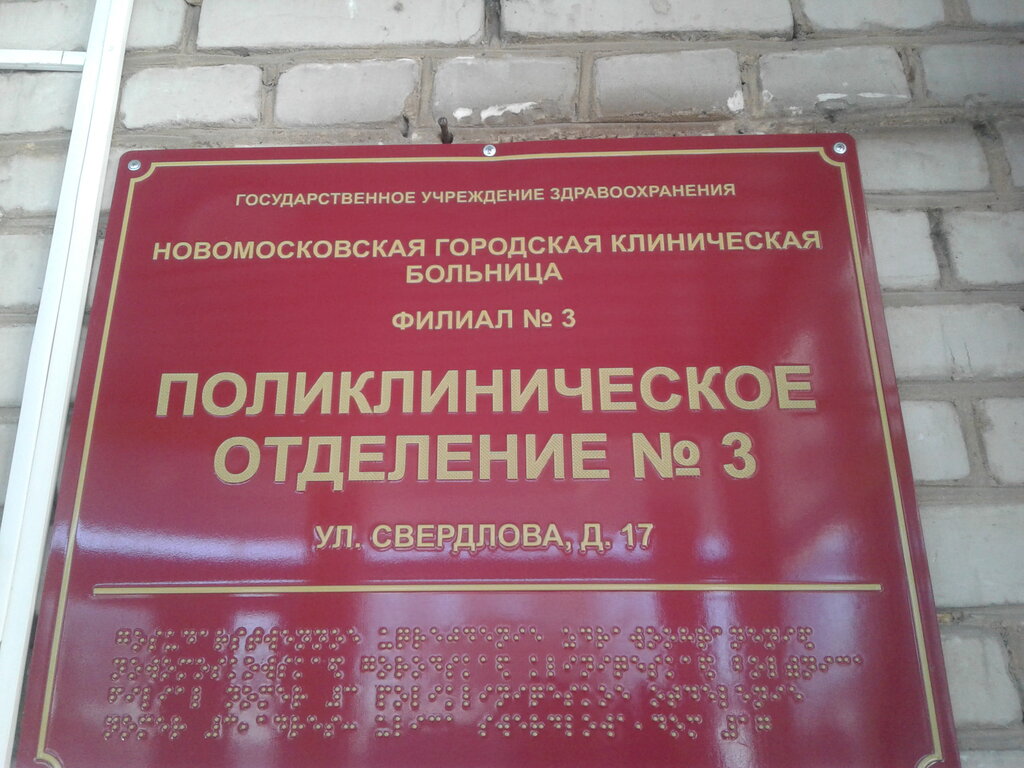 ГОСУДАРСТВЕННОЕ УЧРЕЖДЕНИЕ ЗДРАВООХРАНЕНИЯ
НОВОМОСКОВСКАЯ ГОРОДСКАЯ КЛИНИЧЕСКАЯ
БОЛЬНИЦА
ФИЛИАЛ № 3
ПОЛИКЛИНИЧЕСКОЕ
ОТДЕЛЕНИЕ № 3
УЛ. СВЕРДЛОВА, Д. 17